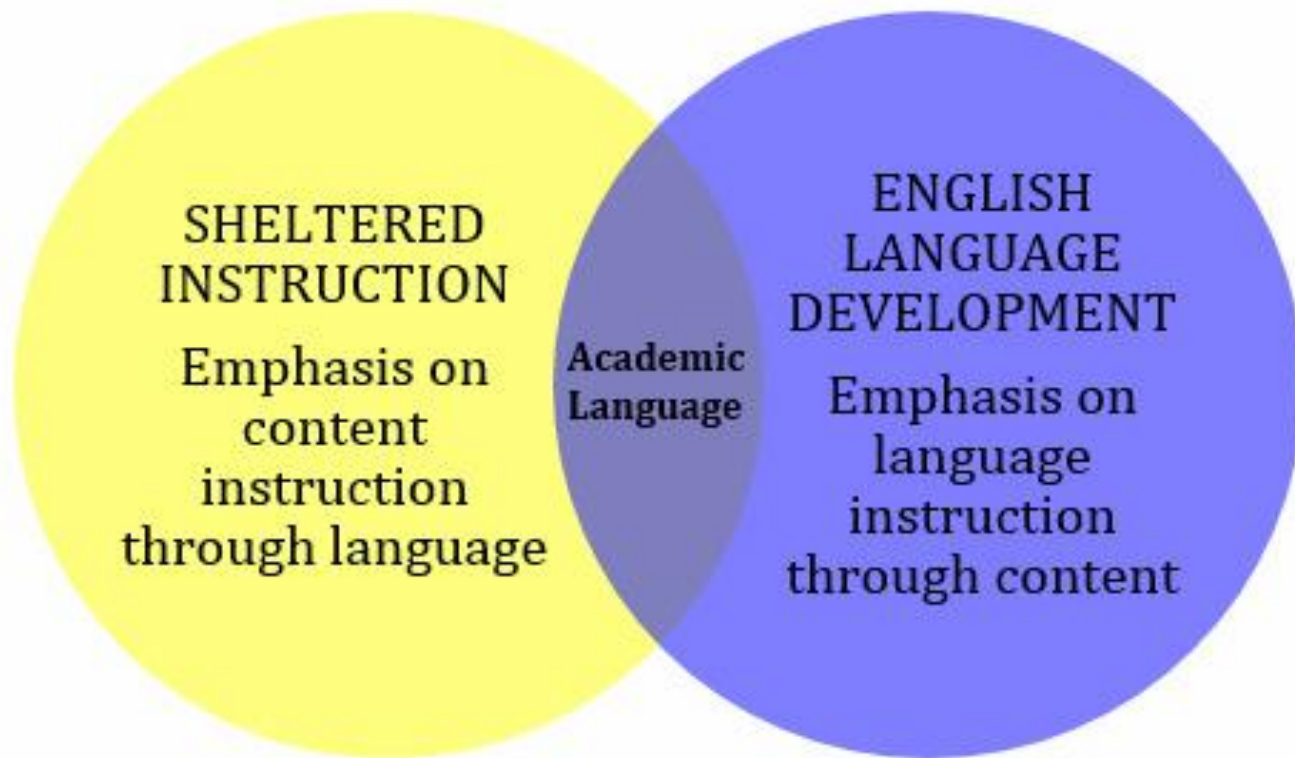 SHELTERED
INSTRUCTION
Emphasis on
content
instruction
through language
Academic
Language
ENGLISH
LANGUAGE
DEVELOPMENT
Emphasis on
language
instruction
through content